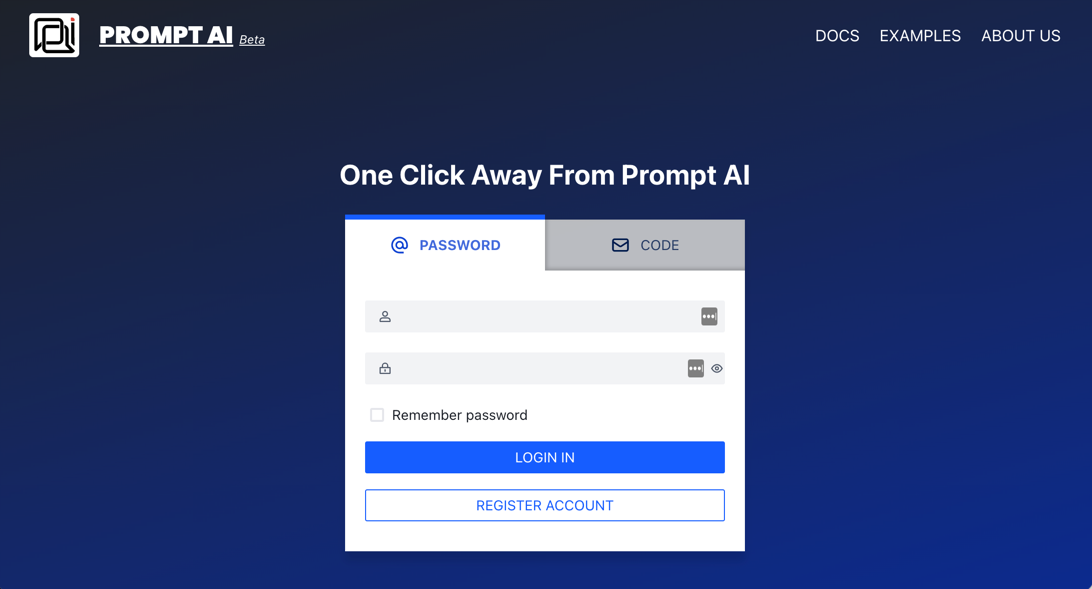 PROMPT AI Beta
DOCS EXAMPLES ABOUT US
One Click Away From Prompt AI
PASSWORD CODE
Remember password
LOGIN IN
REGISTER ACCOUNT